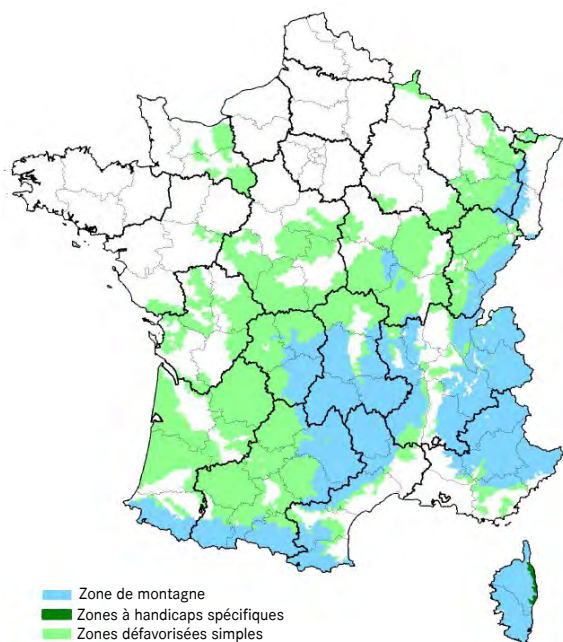 Zone de montagne
Zones à handicaps spécifiques
Zones défavorisées simples